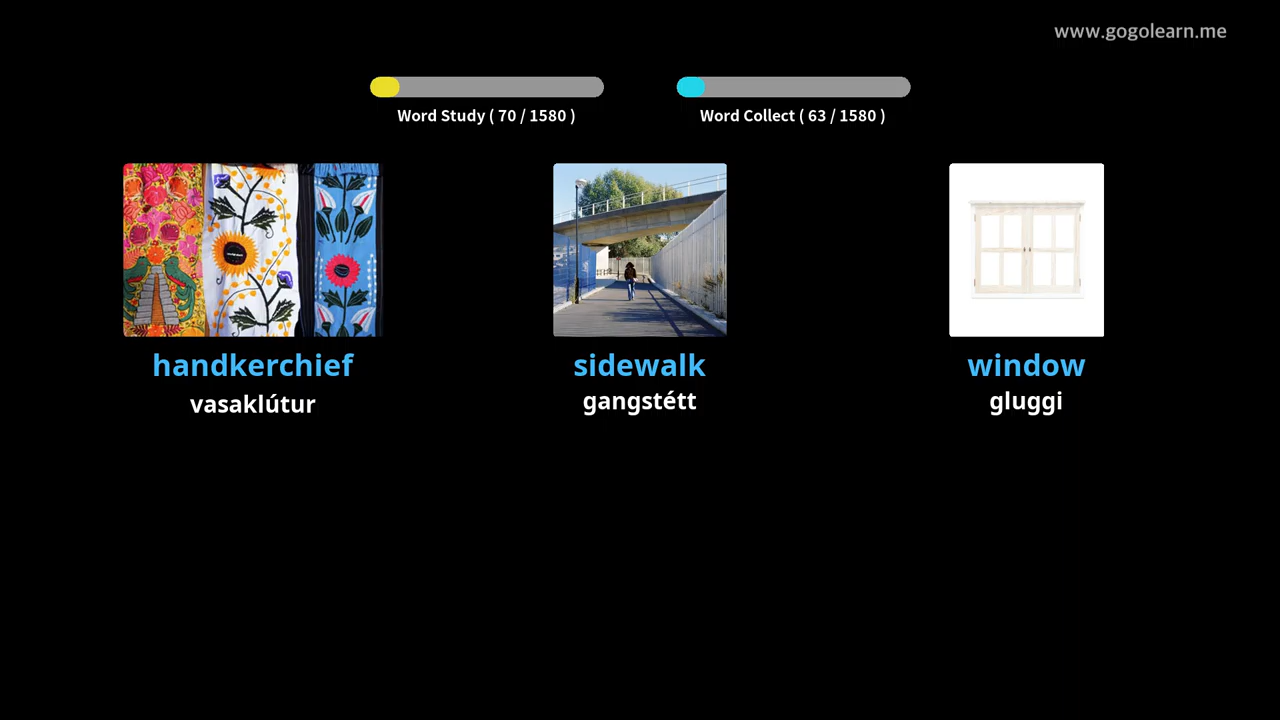 www.gogolearn.me
Word Study ( 70 / 1580 )
Word Collect ( 63 / 1580 )
handkerchief
vasaklútur
sidewalk
gangstétt
window
gluggi